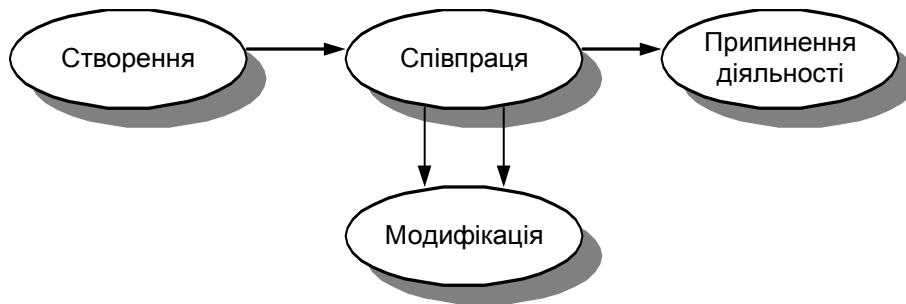 Створення
Співпраця
Припинення
діяльності
Модифікація